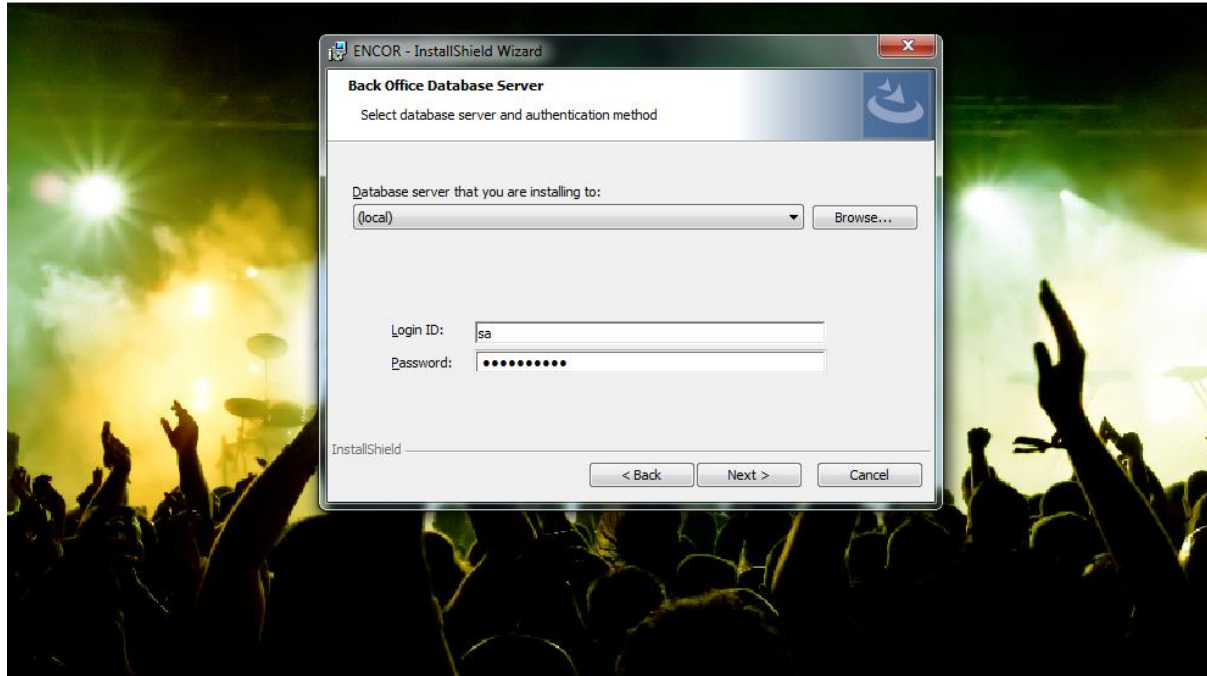 ENCOR - InstallShield Wizard
Back Office Database Server
Select database server and authentication method
Database server that you are installing to:
(local)
Browse...
Login ID:
sa
Password:
●●●●●●●●●●
InstallShield
< Back
Next >
Cancel